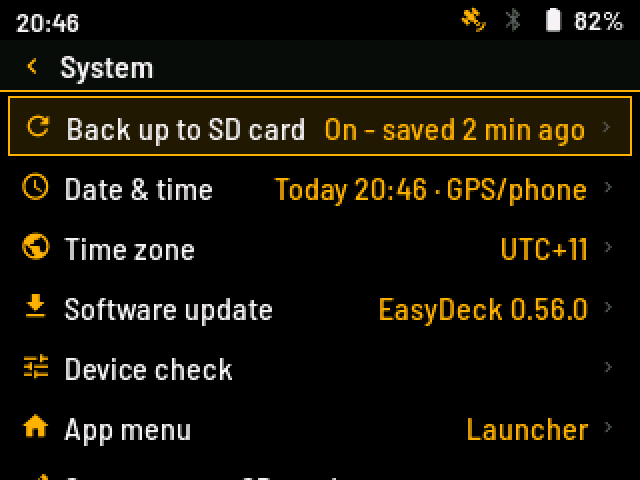 20:46 82%
System
Back up to SD card On - saved 2 min ago
Date & time Today 20:46 · GPS/phone
Time zone UTC+11
Software update EasyDeck 0.56.0
Device check
App menu Launcher